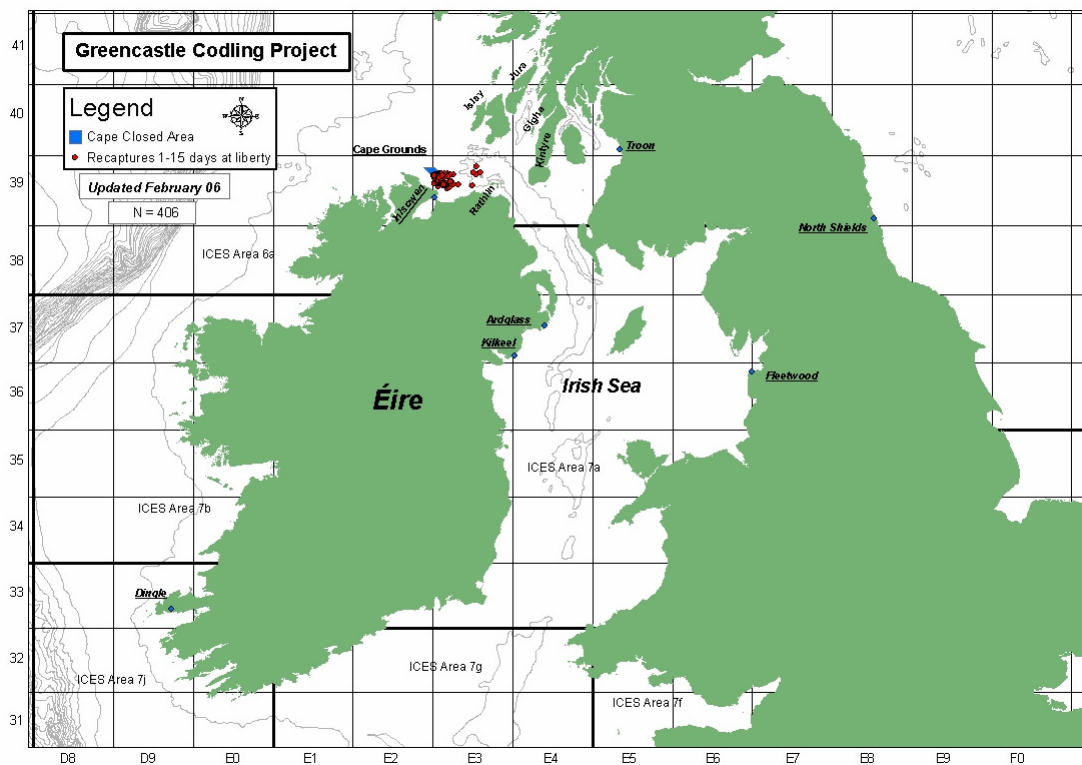 Greencastle Codling Project
Legend
Cape Closed Area
Recaptures 1-15 days at liberty
Updated February 06
N = 406
41
40
39
38
37
36
35
34
33
32
31
Jura
Islay
Gigha
Kintyre
Troon
Cape Grounds
Inisowen
Rathlin
North Shields
ICES Area 6a
Ardglass
Kilkeel
Fleetwood
Irish Sea
Éire
ICES Area 7a
ICES Area 7b
Dingle
ICES Area 7g
ICES Area 7j
ICES Area 7f
D8 D9 E0 E1 E2 E3 E4 E5 E6 E7 E8 E9 F0